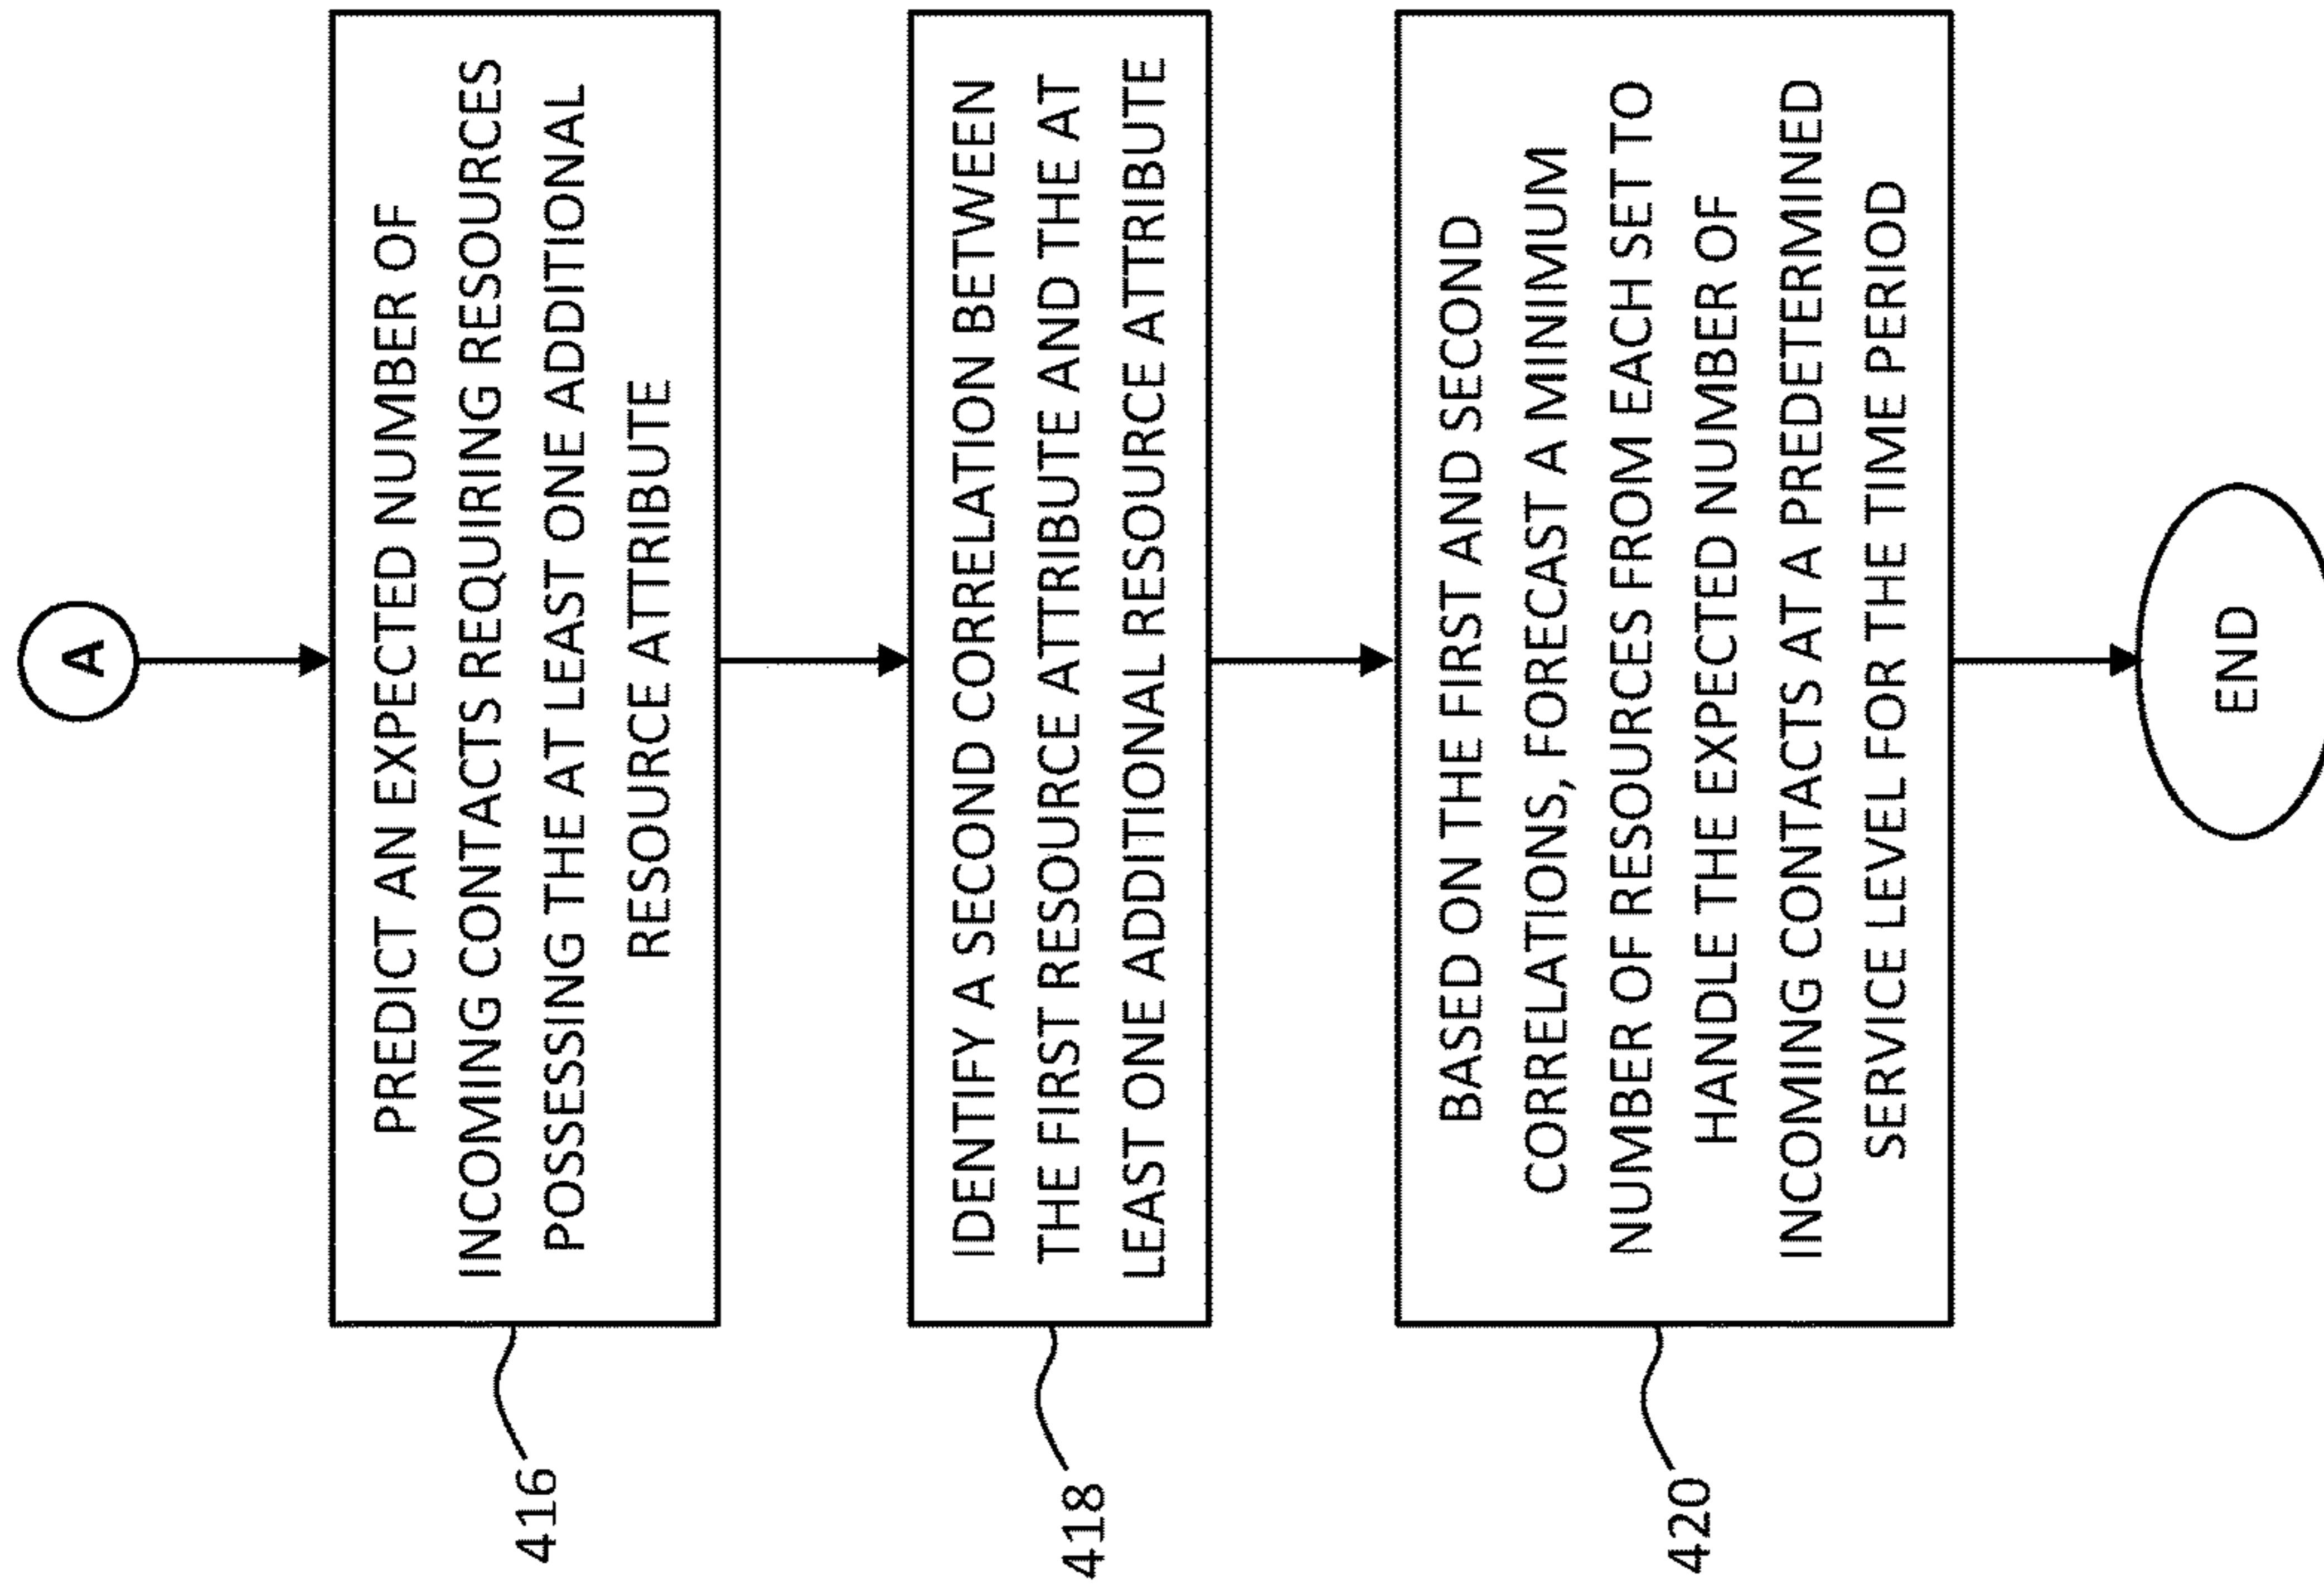 A
PREDICT AN EXPECTED NUMBER OF
INCOMING CONTACTS REQUIRING RESOURCES
POSSESSING THE AT LEAST ONE ADDITIONAL
RESOURCE ATTRIBUTE
416
IDENTIFY A SECOND CORRELATION BETWEEN
THE FIRST RESOURCE ATTRIBUTE AND THE AT
LEAST ONE ADDITIONAL RESOURCE ATTRIBUTE
418
BASED ON THE FIRST AND SECOND
CORRELATIONS, FORECAST A MINIMUM
NUMBER OF RESOURCES FROM EACH SET TO
HANDLE THE EXPECTED NUMBER OF
INCOMING CONTACTS AT A PREDETERMINED
SERVICE LEVEL FOR THE TIME PERIOD
420
END